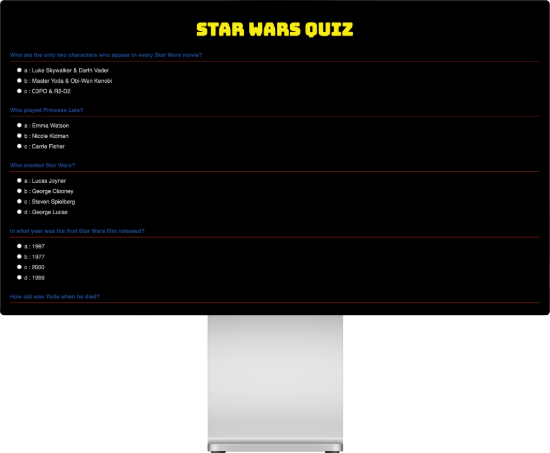 STAR WARS QUIZ
Who are the only two characters who appear in every Star Wars movie?
a : Luke Skywalker & Darth Vader
b : Master Yoda & Obi-Wan Kenobi
c : C3PO & R2-D2
Who played Princess Leia?
a : Emma Watson
b : Nicole Kidman
c : Carrie Fisher
Who created Star Wars?
a : Lucas Joyner
b : George Clooney
c : Steven Spielberg
d : George Lucas
In what year was the first Star Wars film released?
a : 1997
b : 1977
c : 2000
d : 1999
How old was Yoda when he died?